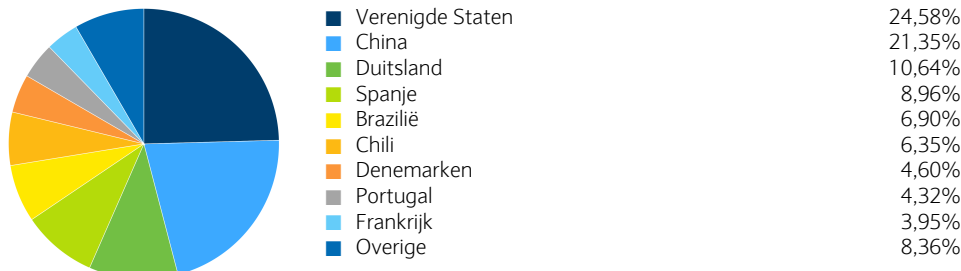 Verenigde Staten 24,58%
China 21,35%
Duitsland 10,64%
Spanje 8,96%
Brazilië 6,90%
Chili 6,35%
Denemarken 4,60%
Portugal 4,32%
Frankrijk 3,95%
Overige 8,36%